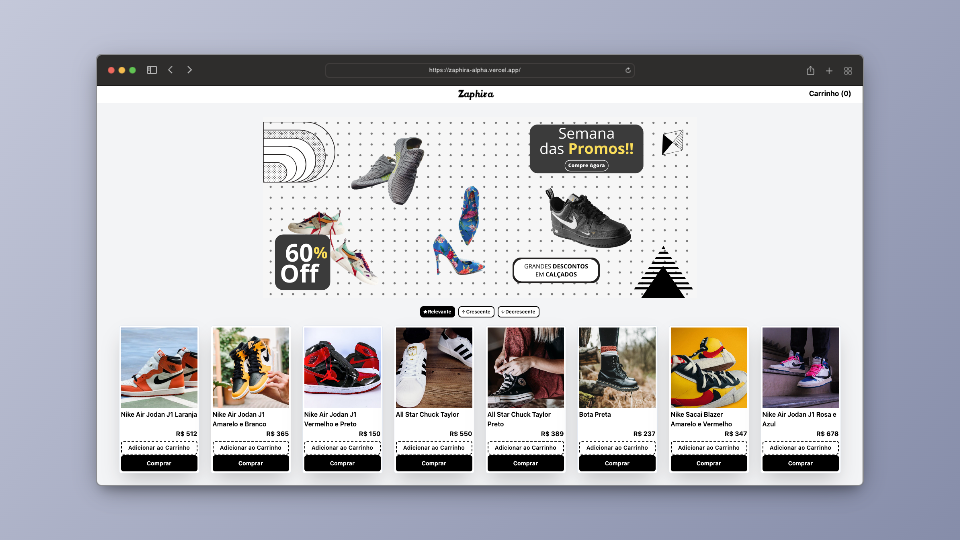 https://zaphira-alpha.vercel.app/
Zaphira
Carrinho (0)
Semana
das Promos!!
Compre Agora
60%
Off
GRANDES DESCONTOS
EM CALÇADOS
★Relevante
↑Crescente
↓Decrescente
Nike Air Jodan J1 Laranja
R$ 512
Adicionar ao Carrinho
Comprar
Nike Air Jodan J1
Amarelo e Branco
R$ 365
Adicionar ao Carrinho
Comprar
Nike Air Jodan J1
Vermelho e Preto
R$ 150
Adicionar ao Carrinho
Comprar
All Star Chuck Taylor
R$ 550
Adicionar ao Carrinho
Comprar
All Star Chuck Taylor
Preto
R$ 389
Adicionar ao Carrinho
Comprar
Bota Preta
R$ 237
Adicionar ao Carrinho
Comprar
Nike Sacai Blazer
Amarelo e Vermelho
R$ 347
Adicionar ao Carrinho
Comprar
Nike Air Jodan J1 Rosa e
Azul
R$ 678
Adicionar ao Carrinho
Comprar